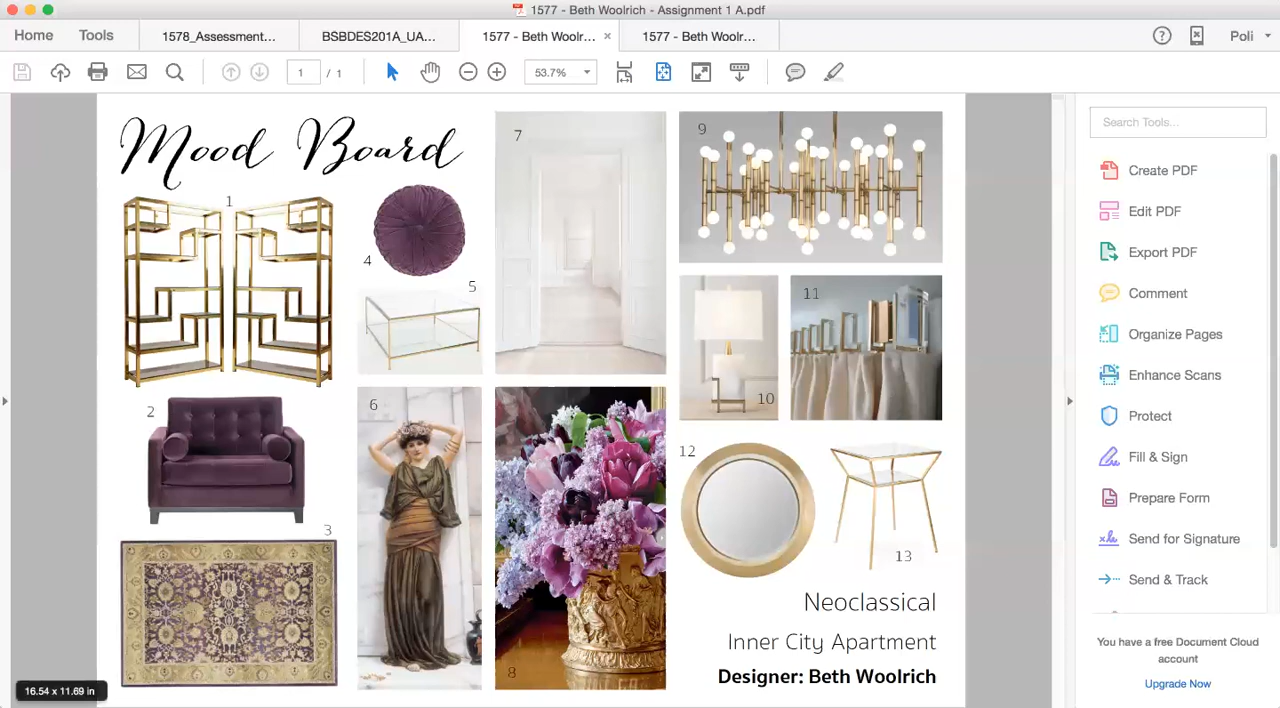 1577 - Beth Woolrich - Assignment 1 A.pdf
Home Tools 1578_Assessment... BSBDES201A_UA... 1577 - Beth Woolr... × 1577 - Beth Woolr... Poli
1 / 1 53.7%
Mood Board
1
2
3
4
5
6
7
8
9
10
11
12
13
Neoclassical
Inner City Apartment
Designer: Beth Woolrich
16.54 x 11.69 in
Search Tools...
Create PDF
Edit PDF
Export PDF
Comment
Organize Pages
Enhance Scans
Protect
Fill & Sign
Prepare Form
Send for Signature
Send & Track
You have a free Document Cloud
account
Upgrade Now